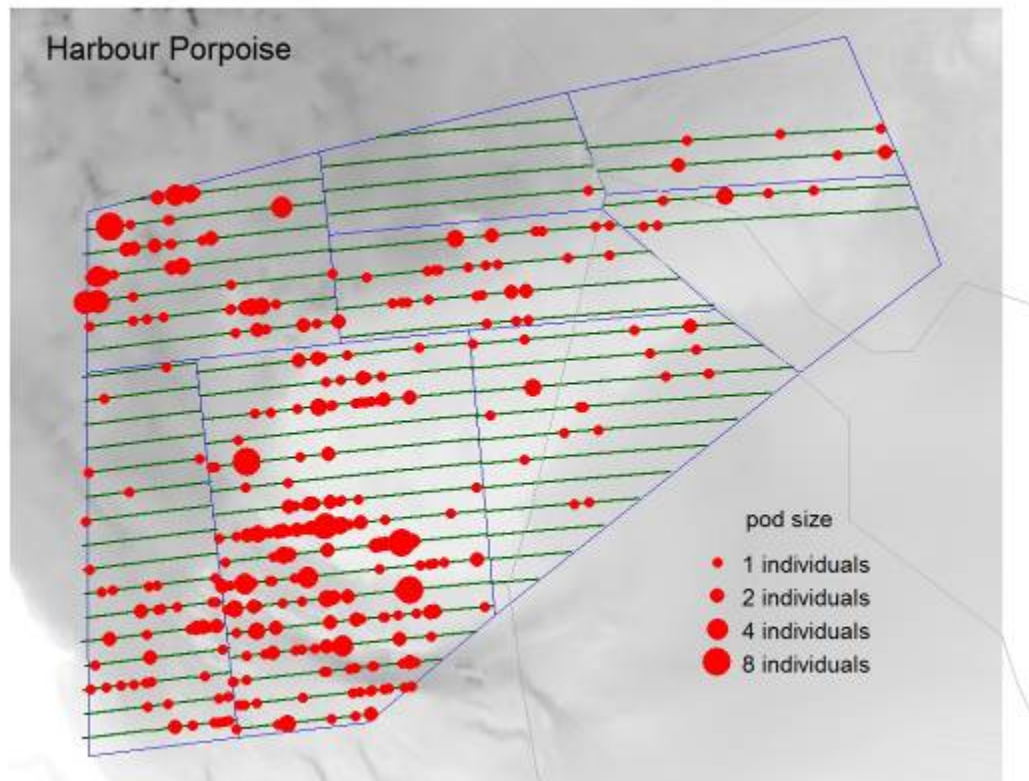 Harbour Porpoise
pod size
1 individuals
2 individuals
4 individuals
8 individuals